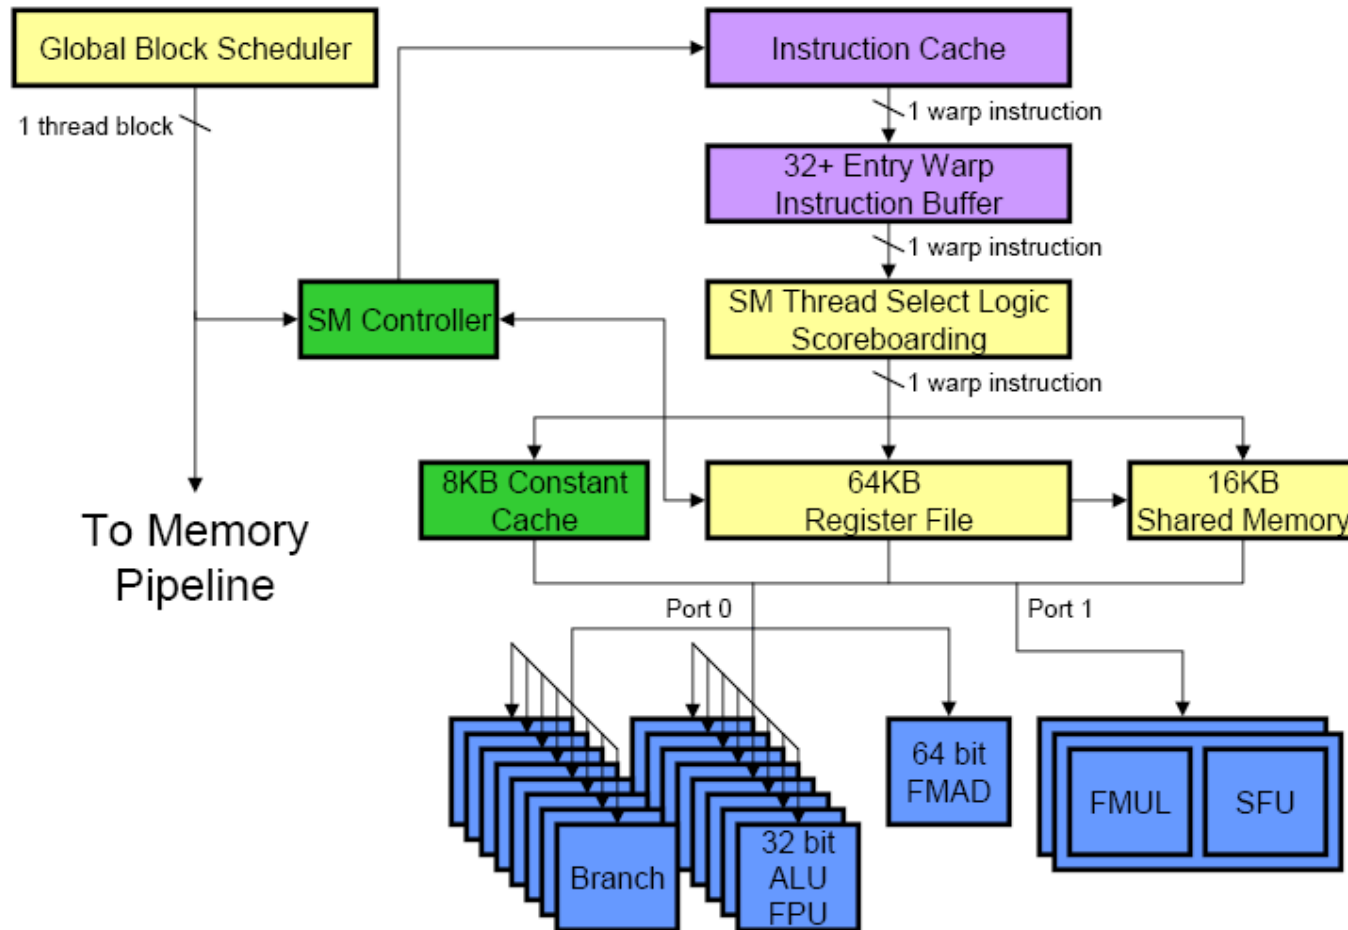 Global Block Scheduler
Instruction Cache
1 thread block
1 warp instruction
32+ Entry Warp
Instruction Buffer
1 warp instruction
SM Controller
SM Thread Select Logic
Scoreboarding
1 warp instruction
8KB Constant
Cache
64KB
Register File
16KB
Shared Memory
To Memory
Pipeline
Port 0
Port 1
Branch
32 bit
ALU
FPU
64 bit
FMAD
FMUL
SFU